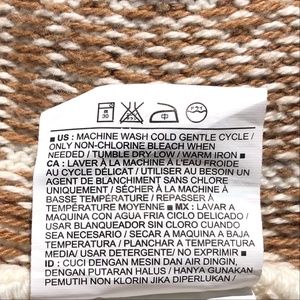 30
■ US : MACHINE WASH COLD GENTLE CYCLE /
ONLY NON-CHLORINE BLEACH WHEN
NEEDED / TUMBLE DRY LOW / WARM IRON ■
CA : LAVER À LA MACHINE À L'EAU FROIDE
AU CYCLE DÉLICAT / UTILISER AU BESOIN UN
AGENT DE BLANCHIMENT SANS CHLORE
UNIQUEMENT / SÉCHER À LA MACHINE À
BASSE TEMPÉRATURE / REPASSER À
TEMPÉRATURE MOYENNE ■ MX : LAVAR A
MAQUINA CON AGUA FRIA CICLO DELICADO /
USAR BLANQUEADOR SIN CLORO CUANDO
SEA NECESARIO / SECAR A MAQUINA A BAJA
TEMPERATURA / PLANCHAR A TEMPERATURA
MEDIA/ USAR DETERGENTE/ NO EXPRIMIR ■
ID : CUCI DENGAN MESIN DAN AIR DINGIN,
DENGAN PUTARAN HALUS / HANYA GUNAKAN
PEMUTIH NON KLORIN JIKA DIPERLUKAN /